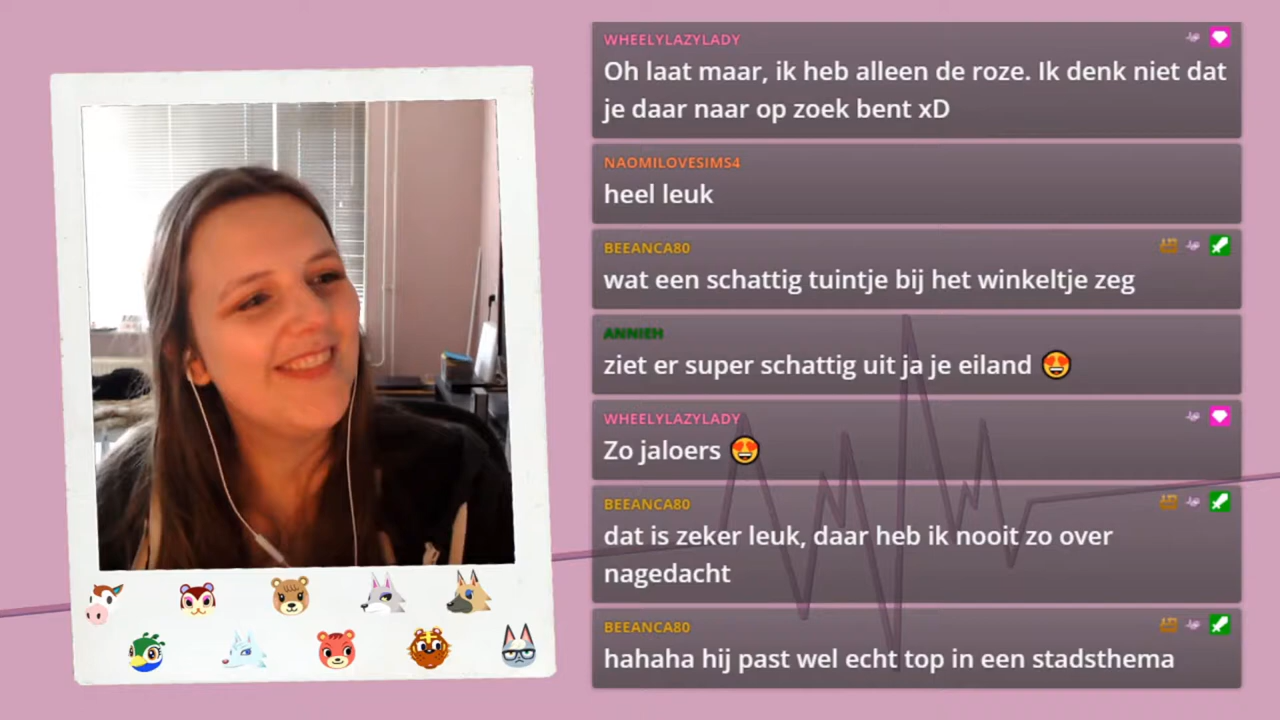 WHEELYLAZYLADY
Oh laat maar, ik heb alleen de roze. Ik denk niet dat
je daar naar op zoek bent xD
NAOMILOVESIMS4
heel leuk
BEEANCA80
wat een schattig tuintje bij het winkeltje zeg
ANNIEH
ziet er super schattig uit ja je eiland 😍
WHEELYLAZYLADY
Zo jaloers 😍
BEEANCA80
dat is zeker leuk, daar heb ik nooit zo over
nagedacht
BEEANCA80
hahaha hij past wel echt top in een stadsthema